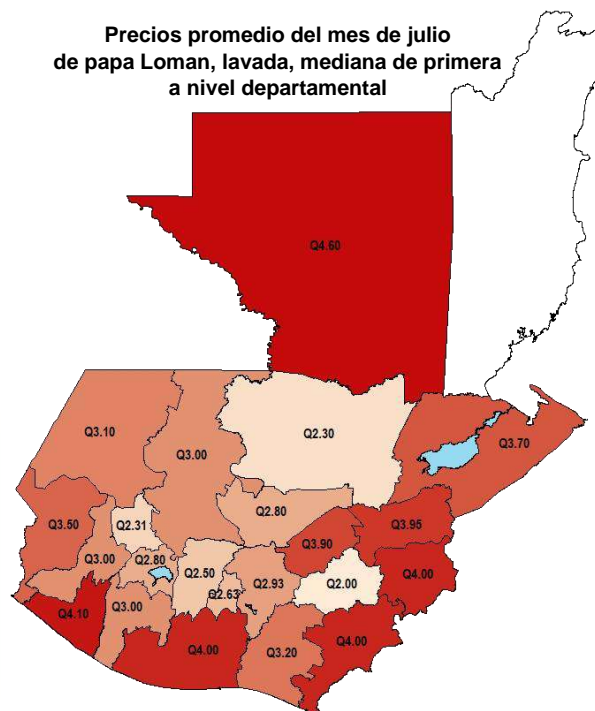 Precios promedio del mes de julio
de papa Loman, lavada, mediana de primera
a nivel departamental
Q4.60
Q3.10
Q2.30
Q3.00
Q3.70
Q2.80
Q3.50
Q2.31
Q3.95
Q3.90
Q3.00
Q2.80
Q2.50
Q2.93
Q4.00
Q2.00
Q2.63
Q4.10
Q3.00
Q4.00
Q4.00
Q3.20